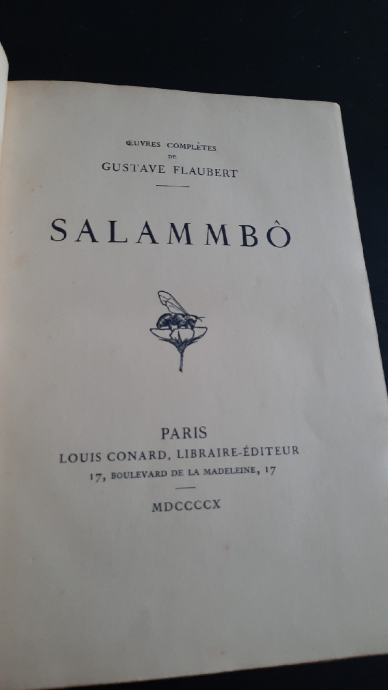 ŒUVRES COMPLÈTES
DE
GUSTAVE FLAUBERT
SALAMMBÔ
PARIS
LOUIS CONARD, LIBRAIRE-ÉDITEUR
17, BOULEVARD DE LA MADELEINE, 17
MDCCCCX